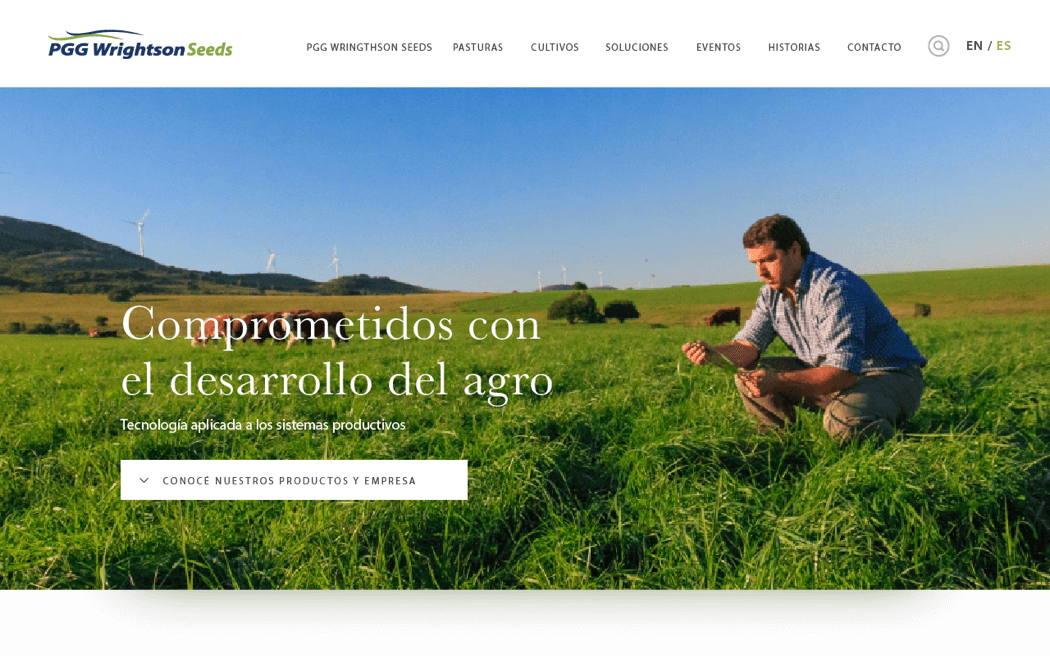 PGG Wrightson Seeds
PGG WRINGTHSON SEEDS PASTURAS CULTIVOS SOLUCIONES EVENTOS HISTORIAS CONTACTO EN / ES
Comprometidos con
el desarrollo del agro
Tecnología aplicada a los sistemas productivos
CONOCÉ NUESTROS PRODUCTOS Y EMPRESA